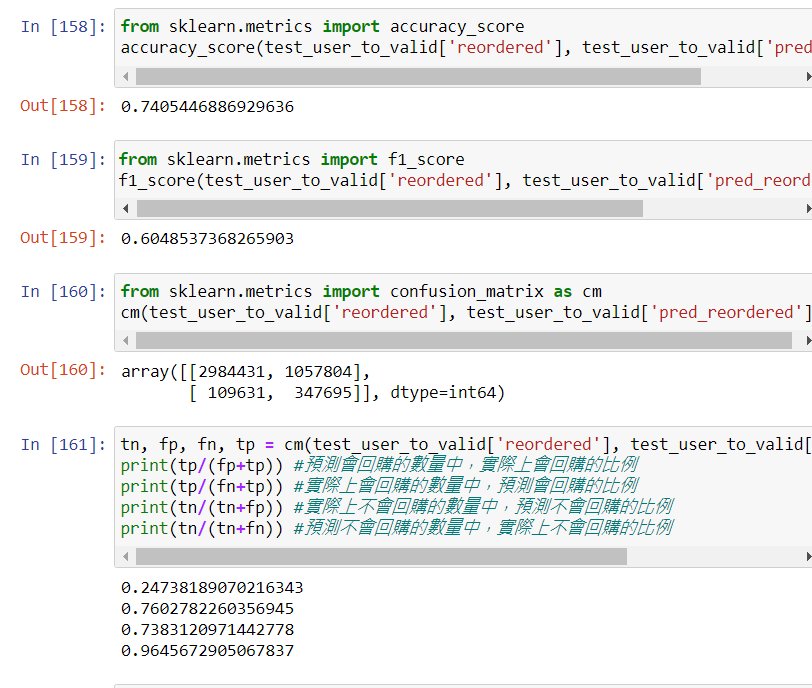 In [158]: from sklearn.metrics import accuracy_score
accuracy_score(test_user_to_valid['reordered'], test_user_to_valid['pred
Out[158]: 0.7405446886929636
In [159]: from sklearn.metrics import f1_score
f1_score(test_user_to_valid['reordered'], test_user_to_valid['pred_reord
Out[159]: 0.6048537368265903
In [160]: from sklearn.metrics import confusion_matrix as cm
cm(test_user_to_valid['reordered'], test_user_to_valid['pred_reordered']
Out[160]: array([[2984431, 1057804],
[ 109631,  347695]], dtype=int64)
In [161]: tn, fp, fn, tp = cm(test_user_to_valid['reordered'], test_user_to_valid[
print(tp/(fp+tp)) #預測會回購的數量中，實際上會回購的比例
print(tp/(fn+tp)) #實際上會回購的數量中，預測會回購的比例
print(tn/(tn+fp)) #實際上不會回購的數量中，預測不會回購的比例
print(tn/(tn+fn)) #預測不會回購的數量中，實際上不會回購的比例
0.24738189070216343
0.7602782260356945
0.7383120971442778
0.9645672905067837